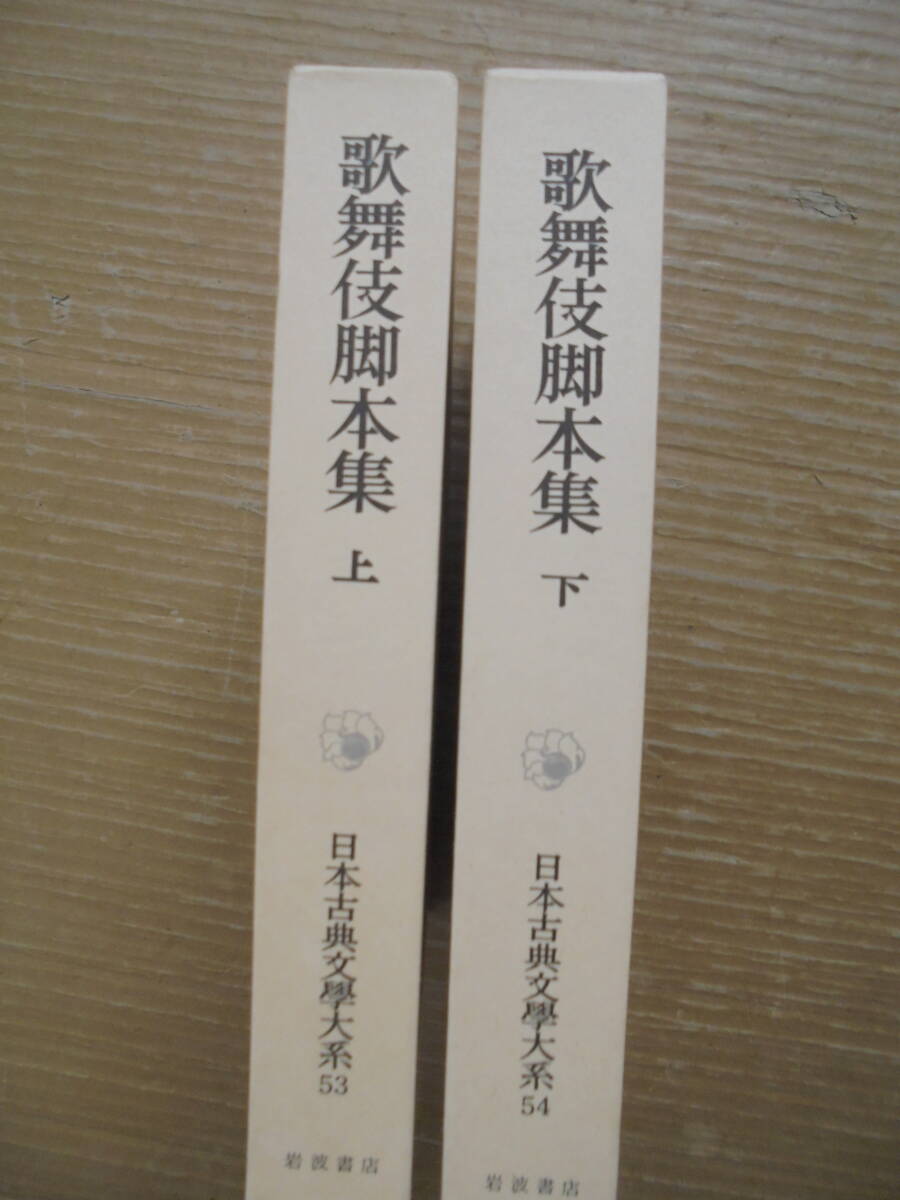 歌舞伎脚本集 上
日本古典文學大系 53
岩波書店
歌舞伎脚本集 下
日本古典文學大系 54
岩波書店